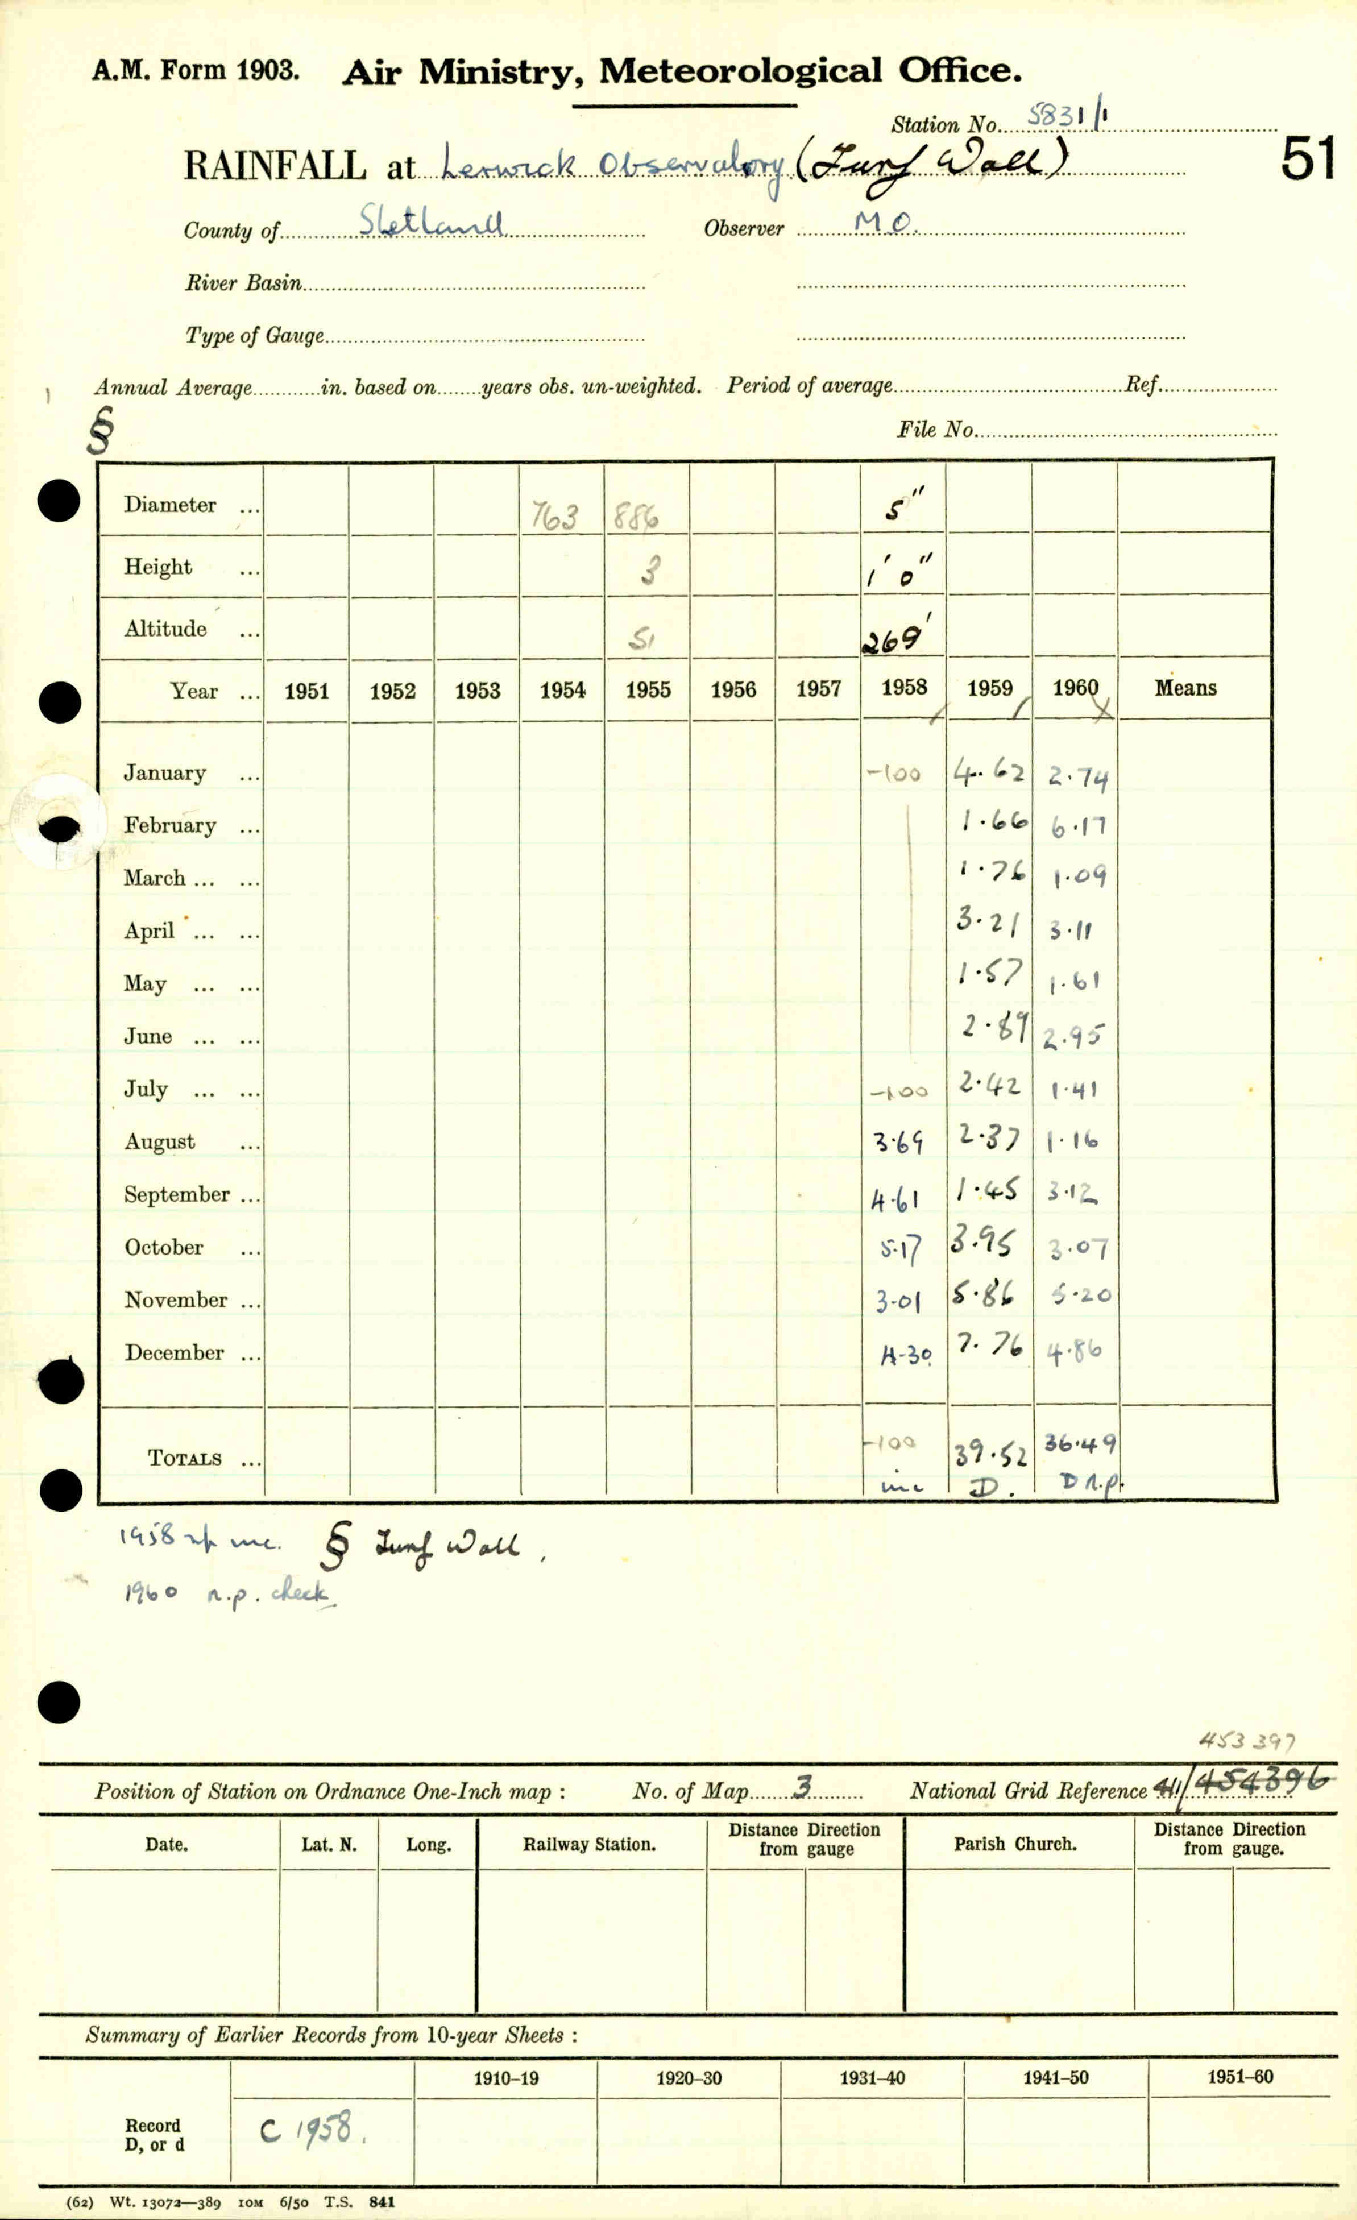 A.M. Form 1903. Air Ministry, Meteorological Office.
Station No. 5831/1
RAINFALL at Lerwick Observatory (Turf Wall) 51
County of Shetland Observer M O.
River Basin
Type of Gauge
Annual Average in. based on years obs. un-weighted. Period of average Ref.
§ File No.
Diameter ... 763 886 5"
Height ... 3 1' 0"
Altitude ... 51 269'
Year ... 1951 1952 1953 1954 1955 1956 1957 1958 1959 1960 Means
January ... -100 4.62 2.74
February ... 1.66 6.17
March ... ... 1.76 1.09
April ... ... 3.21 3.11
May ... ... 1.57 1.61
June ... ... 2.89 2.95
July ... ... -100 2.42 1.41
August ... 3.69 2.37 1.16
September ... 4.61 1.45 3.12
October ... 5.17 3.95 3.07
November ... 3.01 5.86 5.20
December ... 4.30 7.76 4.86
TOTALS ... -100 39.52 36.49
inc D. D n.p.
1958 inc. § Turf Wall.
1960 n.p. check
453 397
Position of Station on Ordnance One-Inch map : No. of Map 3 National Grid Reference 411/454396
Date. Lat. N. Long. Railway Station. Distance from Direction gauge Parish Church. Distance from Direction gauge.
Summary of Earlier Records from 10-year Sheets :
1910–19 1920–30 1931–40 1941–50 1951–60
Record D, or d C 1958.
(62) Wt. 13072—389 10M 6/50 T.S. 841